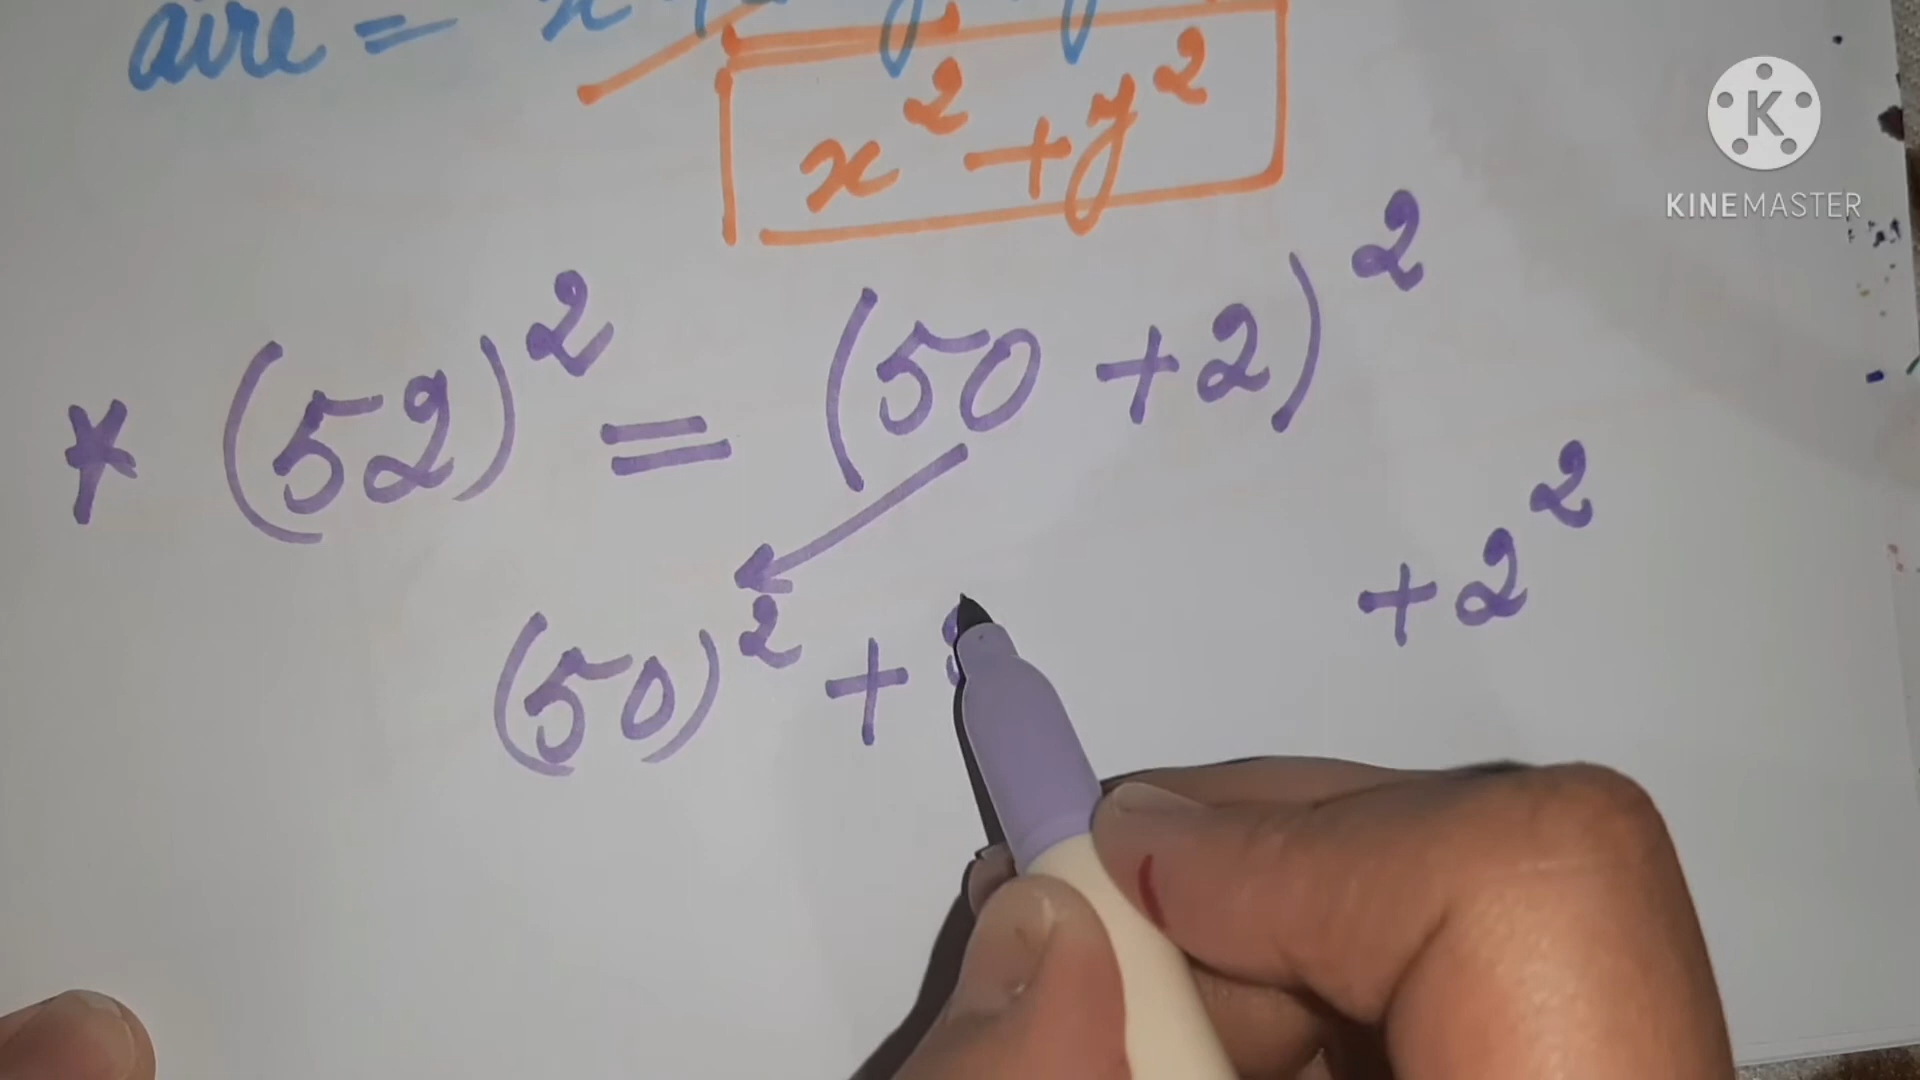 aire =
x² + y²
KINEMASTER
* (52)² = (50 + 2)²
(50)² + + 2²